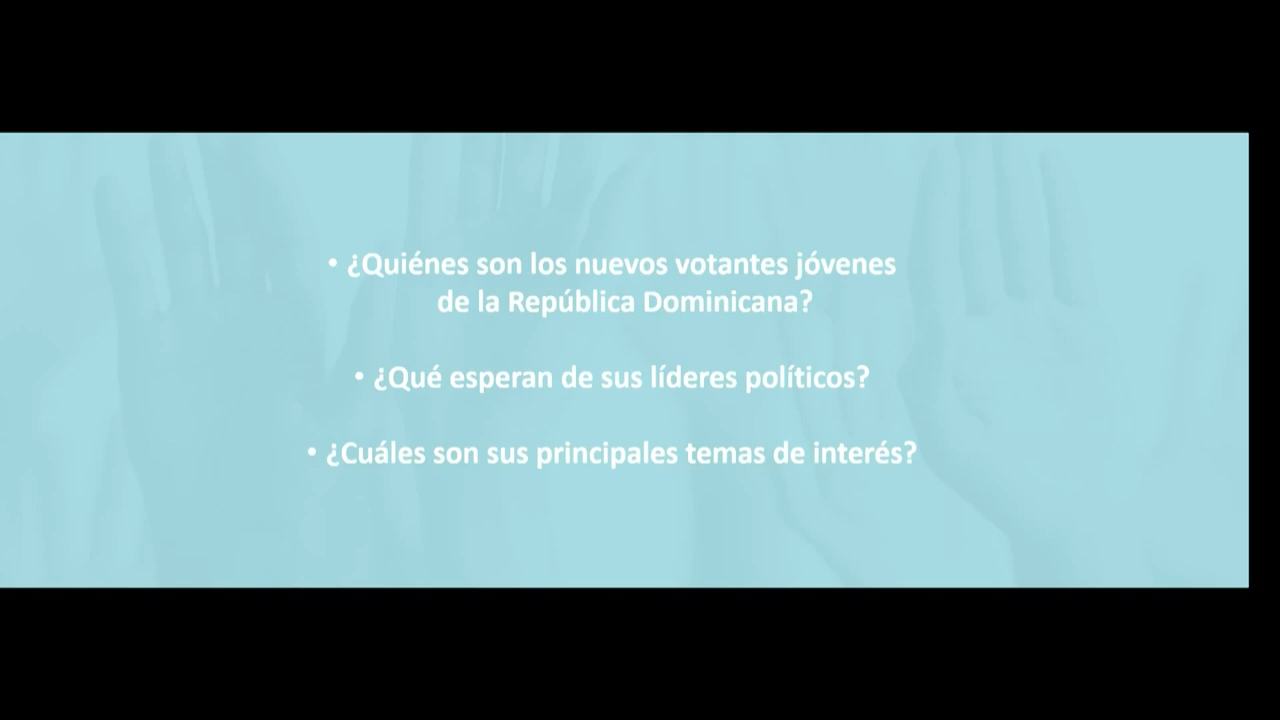 • ¿Quiénes son los nuevos votantes jóvenes
de la República Dominicana?
• ¿Qué esperan de sus líderes políticos?
• ¿Cuáles son sus principales temas de interés?